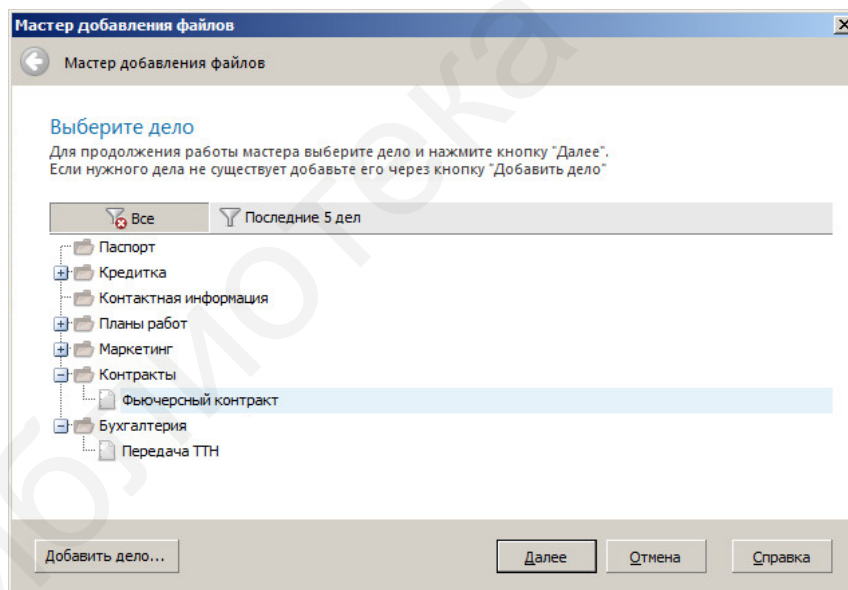 Мастер добавления файлов
Мастер добавления файлов
Выберите дело
Для продолжения работы мастера выберите дело и нажмите кнопку "Далее".
Если нужного дела не существует добавьте его через кнопку "Добавить дело"
Все Последние 5 дел
Паспорт
Кредитка
Контактная информация
Планы работ
Маркетинг
Контракты
Фьючерсный контракт
Бухгалтерия
Передача ТТН
Добавить дело... Далее Отмена Справка